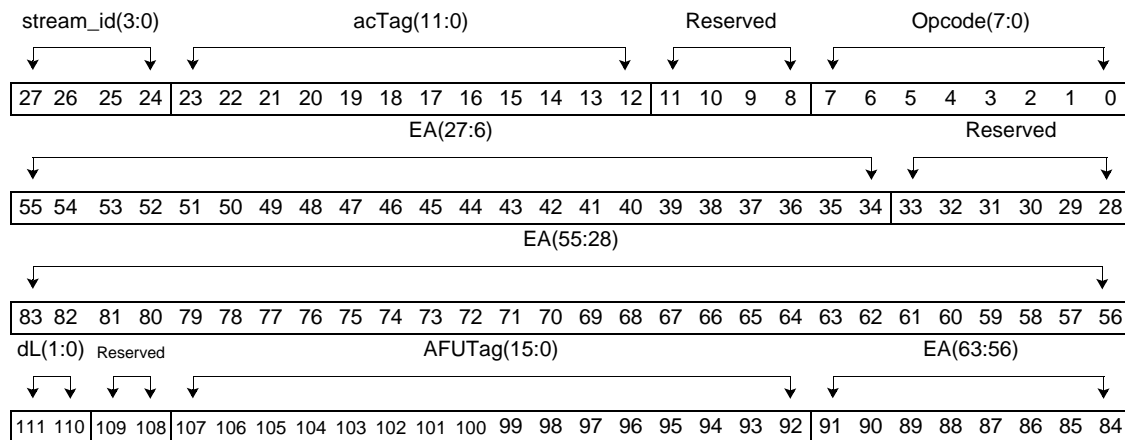 stream_id(3:0) acTag(11:0) Reserved Opcode(7:0)
27 26 25 24 23 22 21 20 19 18 17 16 15 14 13 12 11 10 9 8 7 6 5 4 3 2 1 0
EA(27:6) Reserved
55 54 53 52 51 50 49 48 47 46 45 44 43 42 41 40 39 38 37 36 35 34 33 32 31 30 29 28
EA(55:28)
83 82 81 80 79 78 77 76 75 74 73 72 71 70 69 68 67 66 65 64 63 62 61 60 59 58 57 56
dL(1:0) Reserved AFUTag(15:0) EA(63:56)
111 110 109 108 107 106 105 104 103 102 101 100 99 98 97 96 95 94 93 92 91 90 89 88 87 86 85 84